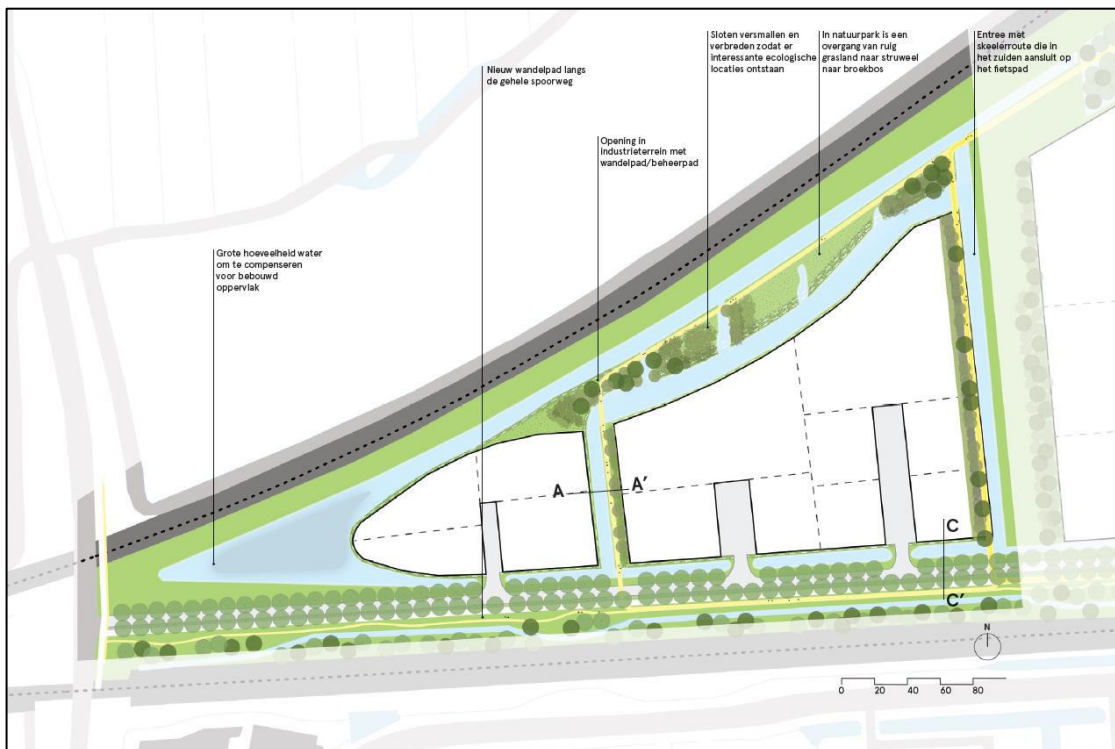 Sloten versmallen en
verbreden zodat er
interessante ecologische
locaties ontstaan
In natuurpark is een
overgang van ruig
grasland naar struweel
naar broekbos
Entree met
skeelerroute die in
het zuiden aansluit op
het fietspad
Nieuw wandelpad langs
de gehele spoorweg
Opening in
industrieterrein met
wandelpad/beheerpad
Grote hoeveelheid water
om te compenseren
voor bebouwd
oppervlak
A A'
C
C'
N
0 20 40 60 80